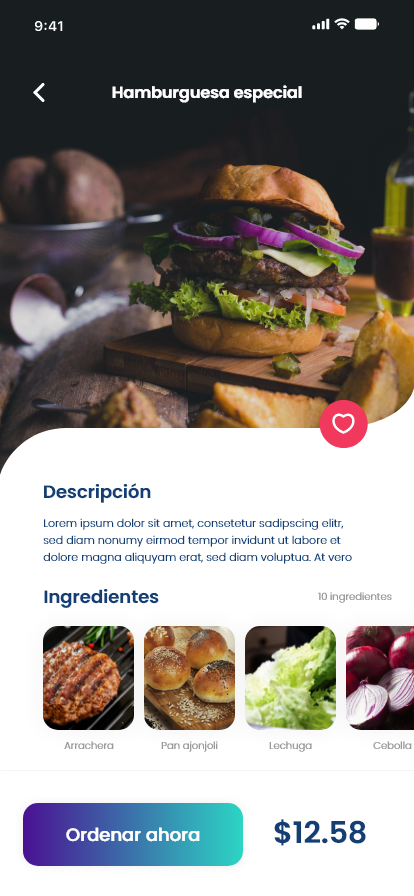 9:41
Hamburguesa especial
Descripción
Lorem ipsum dolor sit amet, consetetur sadipscing elitr,
sed diam nonumy eirmod tempor invidunt ut labore et
dolore magna aliquyam erat, sed diam voluptua. At vero
Ingredientes
10 ingredientes
Arrachera
Pan ajonjoli
Lechuga
Cebolla
Ordenar ahora
$12.58